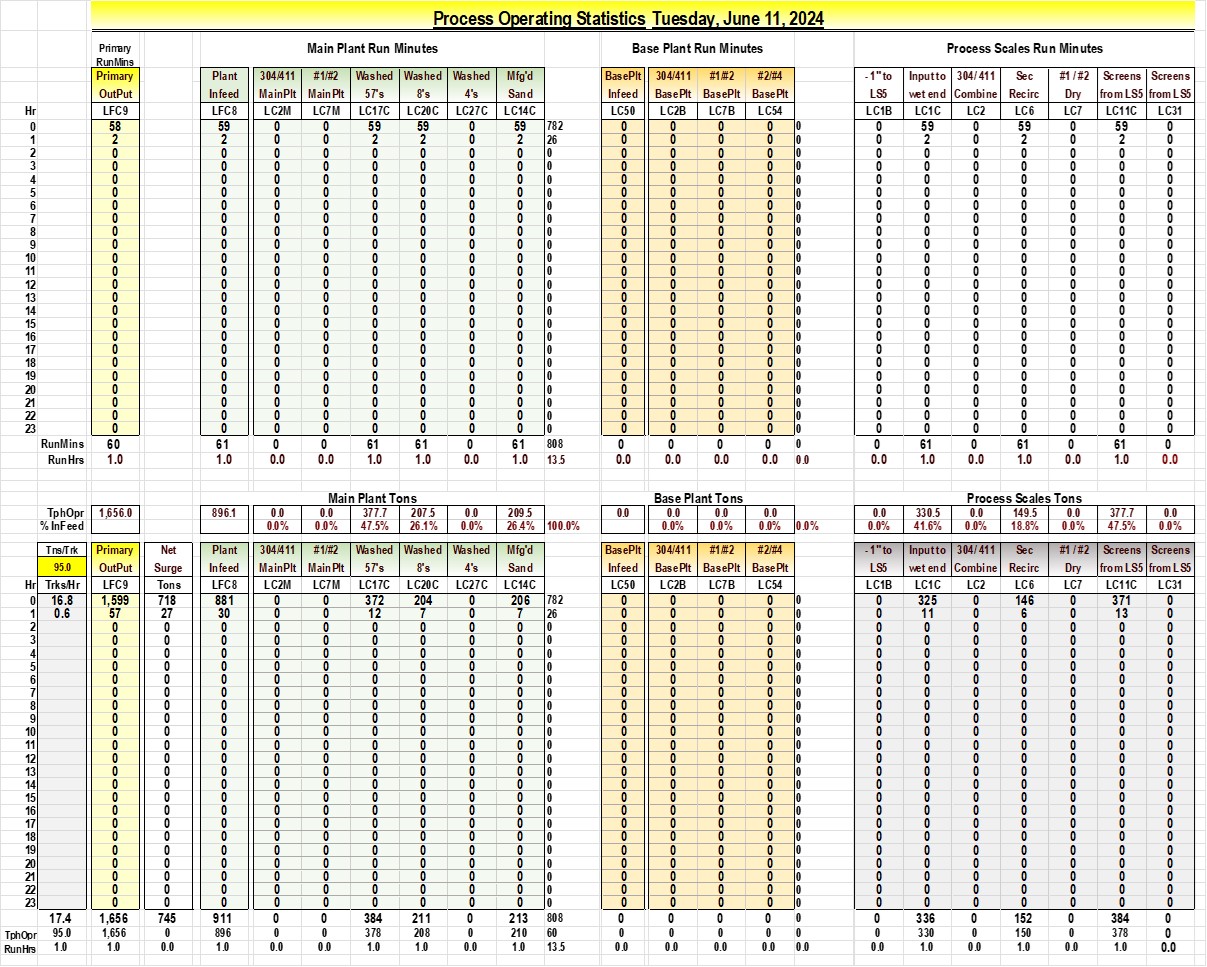 Process Operating Statistics Tuesday, June 11, 2024
Primary Main Plant Run Minutes Base Plant Run Minutes Process Scales Run Minutes
RunMins
Primary Plant 304/411 #1/#2 Washed Washed Washed Mfg'd BasePlt 304/411 #1/#2 #2/#4 - 1" to Input to 304/ 411 Sec #1 / #2 Screens Screens
OutPut Infeed MainPlt Main Plt 57's 8's 4's Sand Infeed BasePlt BasePlt BasePlt LS5 wet end Combine Recirc Dry from LS5 from LS5
Hr LFC9 LFC8 LC2M LC7M LC17C LC20C LC27C LC14C LC50 LC2B LC7B LC54 LC1B LC1C LC2 LC6 LC7 LC11C LC31
0 58 59 0 0 59 59 0 59 782 0 0 0 0 0 0 59 0 59 0 59 0
1 2 2 0 0 2 2 0 2 26 0 0 0 0 0 0 2 0 2 0 2 0
2 0 0 0 0 0 0 0 0 0 0 0 0 0 0 0 0 0 0 0 0 0
3 0 0 0 0 0 0 0 0 0 0 0 0 0 0 0 0 0 0 0 0 0
4 0 0 0 0 0 0 0 0 0 0 0 0 0 0 0 0 0 0 0 0 0
5 0 0 0 0 0 0 0 0 0 0 0 0 0 0 0 0 0 0 0 0 0
6 0 0 0 0 0 0 0 0 0 0 0 0 0 0 0 0 0 0 0 0 0
7 0 0 0 0 0 0 0 0 0 0 0 0 0 0 0 0 0 0 0 0 0
8 0 0 0 0 0 0 0 0 0 0 0 0 0 0 0 0 0 0 0 0 0
9 0 0 0 0 0 0 0 0 0 0 0 0 0 0 0 0 0 0 0 0 0
10 0 0 0 0 0 0 0 0 0 0 0 0 0 0 0 0 0 0 0 0 0
11 0 0 0 0 0 0 0 0 0 0 0 0 0 0 0 0 0 0 0 0 0
12 0 0 0 0 0 0 0 0 0 0 0 0 0 0 0 0 0 0 0 0 0
13 0 0 0 0 0 0 0 0 0 0 0 0 0 0 0 0 0 0 0 0 0
14 0 0 0 0 0 0 0 0 0 0 0 0 0 0 0 0 0 0 0 0 0
15 0 0 0 0 0 0 0 0 0 0 0 0 0 0 0 0 0 0 0 0 0
16 0 0 0 0 0 0 0 0 0 0 0 0 0 0 0 0 0 0 0 0 0
17 0 0 0 0 0 0 0 0 0 0 0 0 0 0 0 0 0 0 0 0 0
18 0 0 0 0 0 0 0 0 0 0 0 0 0 0 0 0 0 0 0 0 0
19 0 0 0 0 0 0 0 0 0 0 0 0 0 0 0 0 0 0 0 0 0
20 0 0 0 0 0 0 0 0 0 0 0 0 0 0 0 0 0 0 0 0 0
21 0 0 0 0 0 0 0 0 0 0 0 0 0 0 0 0 0 0 0 0 0
22 0 0 0 0 0 0 0 0 0 0 0 0 0 0 0 0 0 0 0 0 0
23 0 0 0 0 0 0 0 0 0 0 0 0 0 0 0 0 0 0 0 0 0
RunMins 60 61 0 0 61 61 0 61 808 0 0 0 0 0 0 61 0 61 0 61 0
Run Hrs 1.0 1.0 0.0 0.0 1.0 1.0 0.0 1.0 13.5 0.0 0.0 0.0 0.0 0.0 0.0 1.0 0.0 1.0 0.0 1.0 0.0
Main Plant Tons Base Plant Tons Process Scales Tons
TphOpr 1,656.0 896.1 0.0 0.0 377.7 207.5 0.0 209.5 0.0 0.0 0.0 0.0 0.0 330.5 0.0 149.5 0.0 377.7 0.0
% InFeed 0.0% 0.0% 47.5% 26.1% 0.0% 26.4% 100.0% 0.0% 0.0% 0.0% 0.0% 0.0% 41.6% 0.0% 18.8% 0.0% 47.5% 0.0%
Tns/Trk Primary Net Plant 304/411 #1/#2 Washed Washed Washed Mfg'd BasePlt 304/411 #1/#2 #2/#4 - 1" to Input to 304/ 411 Sec #1 / #2 Screens Screens
95.0 OutPut Surge Infeed MainPlt Main Plt 57's 8's 4's Sand Infeed BasePlt BasePlt BasePlt LS5 wet end Combine Recirc Dry from LS5 from LS5
Hr Trks/Hr LFC9 Tons LFC8 LC2M LC7M LC17C LC20C LC27C LC14C LC50 LC2B LC7B LC54 LC1B LC1C LC2 LC6 LC7 LC11C LC31
0 16.8 1,599 718 881 0 0 372 204 0 206 782 0 0 0 0 0 0 325 0 146 0 371 0
1 0.6 57 27 30 0 0 12 7 0 7 26 0 0 0 0 0 0 11 0 6 0 13 0
2 0 0 0 0 0 0 0 0 0 0 0 0 0 0 0 0 0 0 0 0 0 0
3 0 0 0 0 0 0 0 0 0 0 0 0 0 0 0 0 0 0 0 0 0 0
4 0 0 0 0 0 0 0 0 0 0 0 0 0 0 0 0 0 0 0 0 0 0
5 0 0 0 0 0 0 0 0 0 0 0 0 0 0 0 0 0 0 0 0 0 0
6 0 0 0 0 0 0 0 0 0 0 0 0 0 0 0 0 0 0 0 0 0 0
7 0 0 0 0 0 0 0 0 0 0 0 0 0 0 0 0 0 0 0 0 0 0
8 0 0 0 0 0 0 0 0 0 0 0 0 0 0 0 0 0 0 0 0 0 0
9 0 0 0 0 0 0 0 0 0 0 0 0 0 0 0 0 0 0 0 0 0 0
10 0 0 0 0 0 0 0 0 0 0 0 0 0 0 0 0 0 0 0 0 0 0
11 0 0 0 0 0 0 0 0 0 0 0 0 0 0 0 0 0 0 0 0 0 0
12 0 0 0 0 0 0 0 0 0 0 0 0 0 0 0 0 0 0 0 0 0 0
13 0 0 0 0 0 0 0 0 0 0 0 0 0 0 0 0 0 0 0 0 0 0
14 0 0 0 0 0 0 0 0 0 0 0 0 0 0 0 0 0 0 0 0 0 0
15 0 0 0 0 0 0 0 0 0 0 0 0 0 0 0 0 0 0 0 0 0 0
16 0 0 0 0 0 0 0 0 0 0 0 0 0 0 0 0 0 0 0 0 0 0
17 0 0 0 0 0 0 0 0 0 0 0 0 0 0 0 0 0 0 0 0 0 0
18 0 0 0 0 0 0 0 0 0 0 0 0 0 0 0 0 0 0 0 0 0 0
19 0 0 0 0 0 0 0 0 0 0 0 0 0 0 0 0 0 0 0 0 0 0
20 0 0 0 0 0 0 0 0 0 0 0 0 0 0 0 0 0 0 0 0 0 0
21 0 0 0 0 0 0 0 0 0 0 0 0 0 0 0 0 0 0 0 0 0 0
22 0 0 0 0 0 0 0 0 0 0 0 0 0 0 0 0 0 0 0 0 0 0
23 0 0 0 0 0 0 0 0 0 0 0 0 0 0 0 0 0 0 0 0 0 0
17.4 1,656 745 911 0 0 384 211 0 213 808 0 0 0 0 0 0 336 0 152 0 384 0
TphOpr 95.0 1,656 0 896 0 0 378 208 0 210 60 0 0 0 0 0 0 330 0 150 0 378 0
RunHrs 1.0 1.0 0.0 1.0 0.0 0.0 1.0 1.0 0.0 1.0 13.5 0.0 0.0 0.0 0.0 0.0 0.0 1.0 0.0 1.0 0.0 1.0 0.0